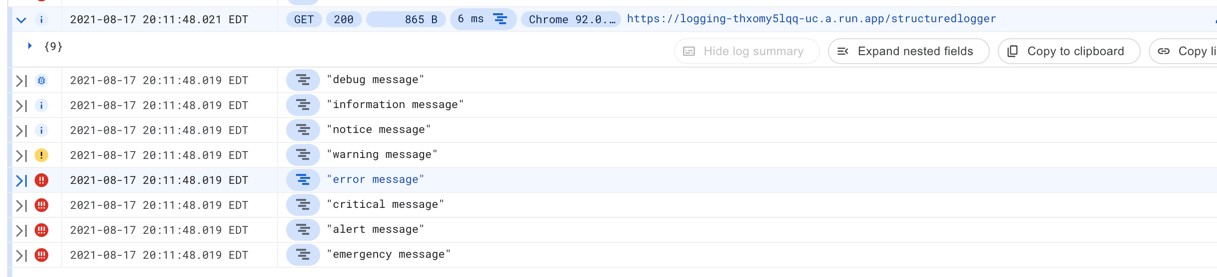 2021-08-17 20:11:48.021 EDT GET 200 865 B 6 ms Chrome 92.0.… https://logging-thxomy5lqq-uc.a.run.app/structuredlogger
{9} Hide log summary Expand nested fields Copy to clipboard Copy li
2021-08-17 20:11:48.019 EDT "debug message"
2021-08-17 20:11:48.019 EDT "information message"
2021-08-17 20:11:48.019 EDT "notice message"
2021-08-17 20:11:48.019 EDT "warning message"
2021-08-17 20:11:48.019 EDT "error message"
2021-08-17 20:11:48.019 EDT "critical message"
2021-08-17 20:11:48.019 EDT "alert message"
2021-08-17 20:11:48.019 EDT "emergency message"